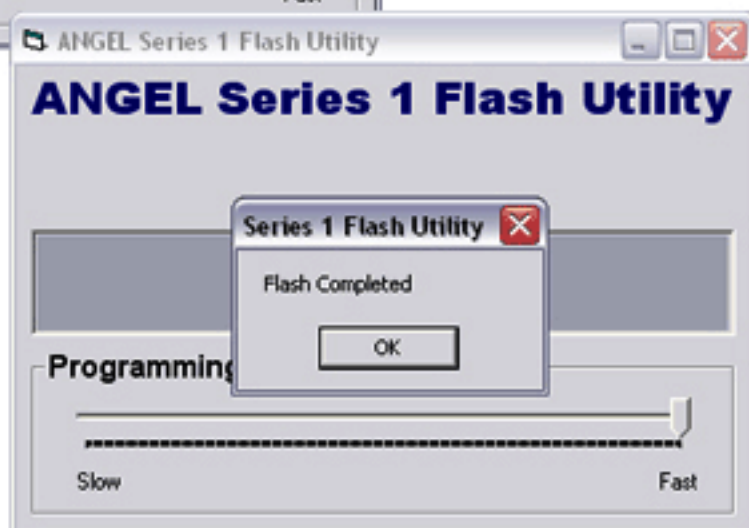 ANGEL Series 1 Flash Utility
ANGEL Series 1 Flash Utility
Series 1 Flash Utility
Flash Completed
OK
Programming
Slow
Fast